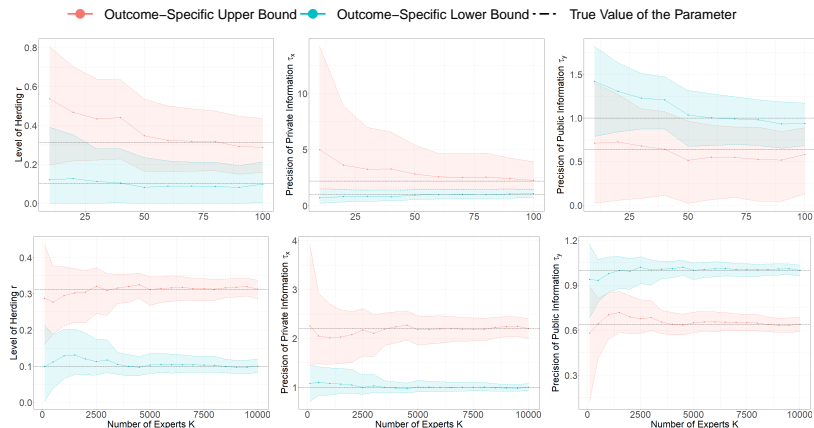 Outcome−Specific Upper Bound Outcome−Specific Lower Bound True Value of the Parameter
Level of Herding r
0.8
0.6
0.4
0.2
0.0
25 50 75 100
Precision of Private Information τx
10
5
0
25 50 75 100
Precision of Public Information τy
1.5
1.0
0.5
0.0
25 50 75 100
Level of Herding r
0.4
0.3
0.2
0.1
0.0
0 2500 5000 7500 10000
Number of Experts K
Precision of Private Information τx
4
3
2
1
0 2500 5000 7500 10000
Number of Experts K
Precision of Public Information τy
1.2
0.9
0.6
0.3
0 2500 5000 7500 10000
Number of Experts K